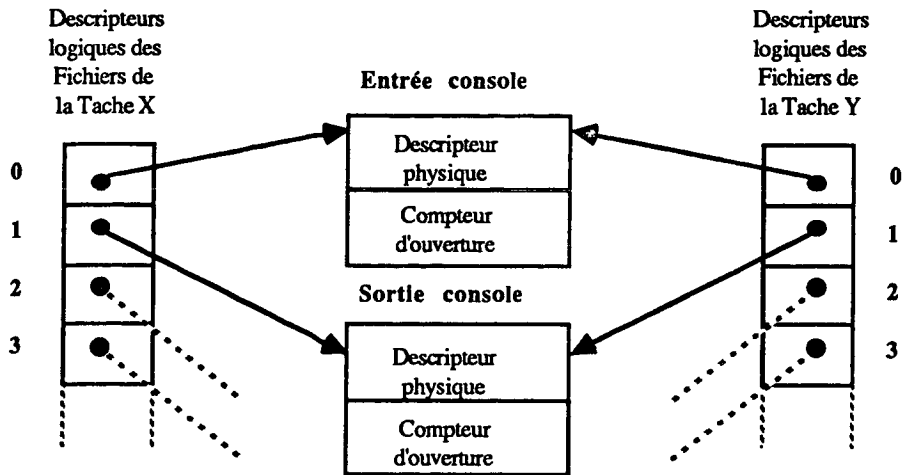 Descripteurs
logiques des
Fichiers de
la Tache X
Entrée console
Descripteurs
logiques des
Fichiers de
la Tache Y
0
1
2
3
Descripteur
physique
Compteur
d'ouverture
Sortie console
Descripteur
physique
Compteur
d'ouverture
0
1
2
3